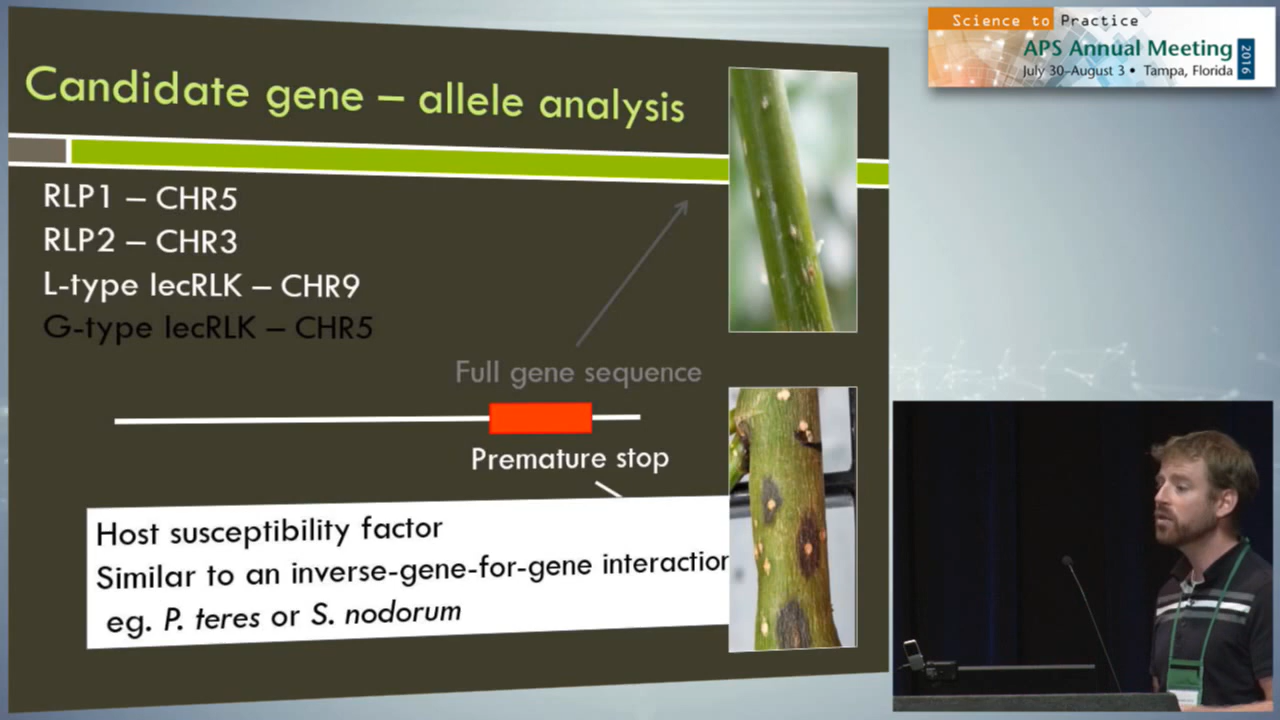 Science to Practice
APS Annual Meeting
2016
July 30-August 3 • Tampa, Florida
Candidate gene – allele analysis
RLP1 – CHR5
RLP2 – CHR3
L-type lecRLK – CHR9
G-type lecRLK – CHR5
Full gene sequence
Premature stop
Host susceptibility factor
Similar to an inverse-gene-for-gene interaction
eg. P. teres or S. nodorum